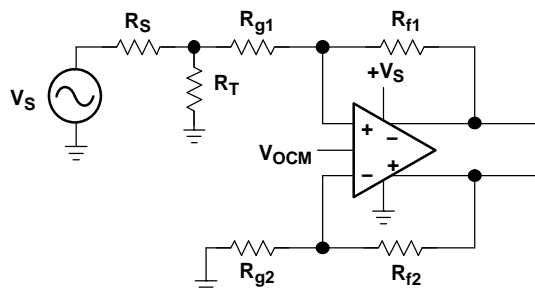 R_S
R_g1
R_f1
R_T
+V_S
V_S
+ −
V_OCM
− +
R_g2
R_f2